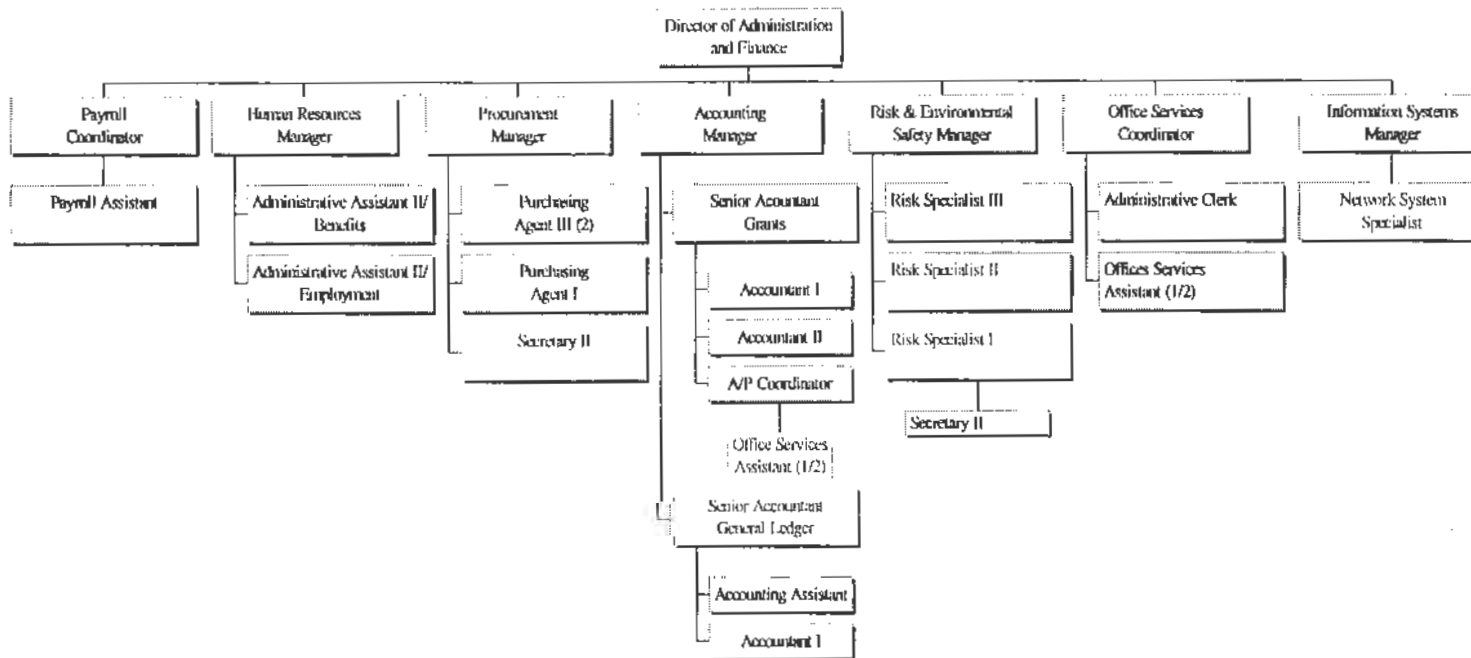 Director of Administration
and Finance
Payroll
Coordinator
Human Resources
Manager
Procurement
Manager
Accounting
Manager
Risk & Environmental
Safety Manager
Office Services
Coordinator
Information Systems
Manager
Payroll Assistant
Administrative Assistant II/
Benefits
Administrative Assistant II/
Employment
Purchasing
Agent III (2)
Purchasing
Agent I
Secretary II
Senior Acountant
Grants
Accountant I
Accountant II
A/P Coordinator
Office Services
Assistant (1/2)
Senior Accountant
General Ledger
Accounting Assistant
Accountant I
Risk Specialist III
Risk Specialist II
Risk Specialist I
Secretary II
Administrative Clerk
Offices Services
Assistant (1/2)
Network System
Specialist